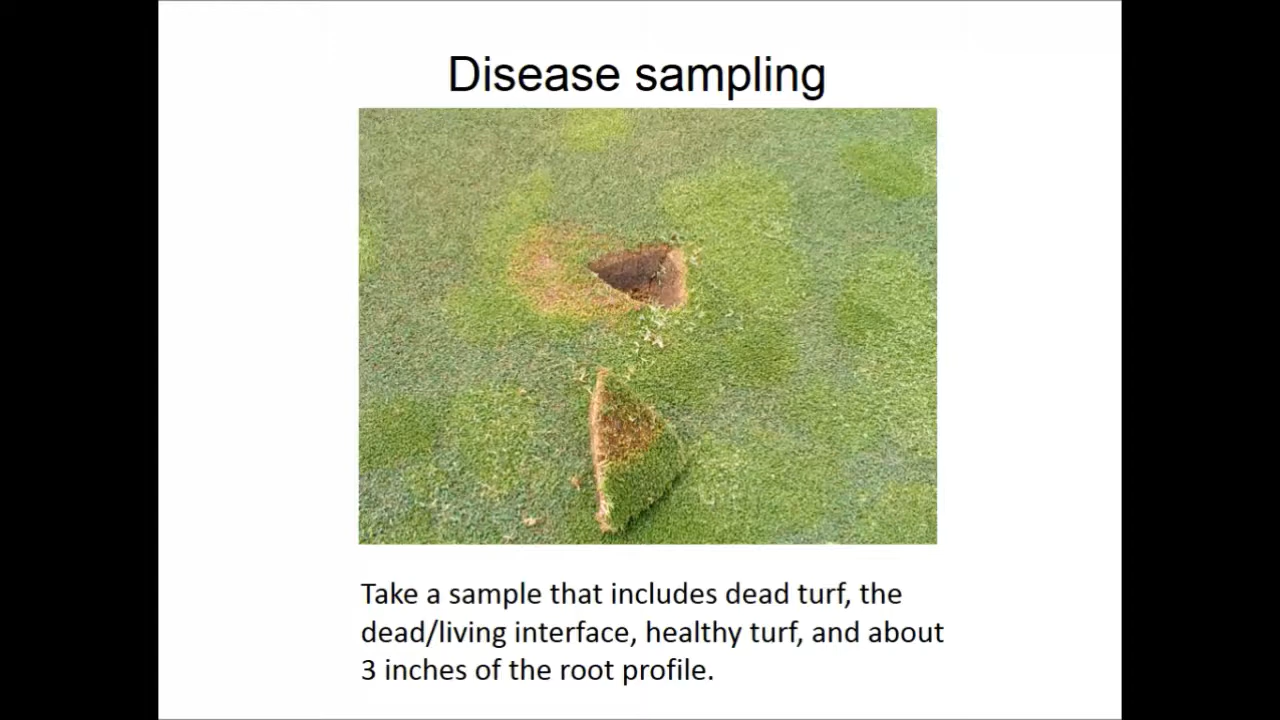 Disease sampling
Take a sample that includes dead turf, the
dead/living interface, healthy turf, and about
3 inches of the root profile.